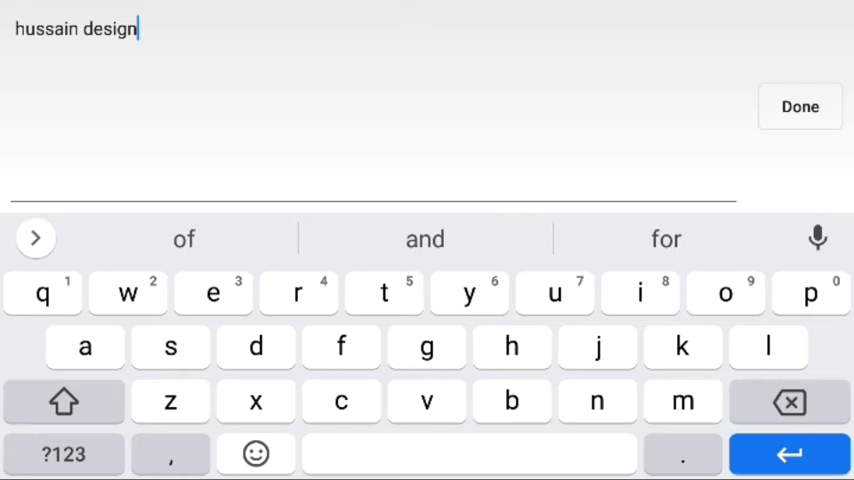 hussain design
Done
of and for
q 1 w 2 e 3 r 4 t 5 y 6 u 7 i 8 o 9 p 0
a s d f g h j k l
z x c v b n m
?123 , .